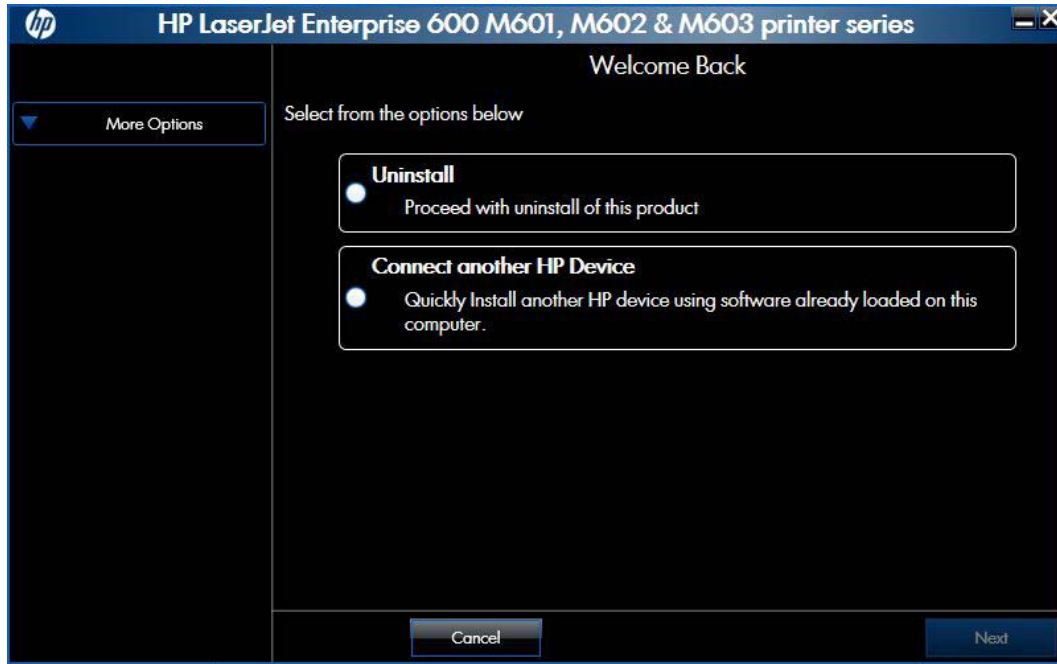 hp HP LaserJet Enterprise 600 M601, M602 & M603 printer series
Welcome Back
More Options
Select from the options below
Uninstall
Proceed with uninstall of this product
Connect another HP Device
Quickly Install another HP device using software already loaded on this
computer.
Cancel
Next